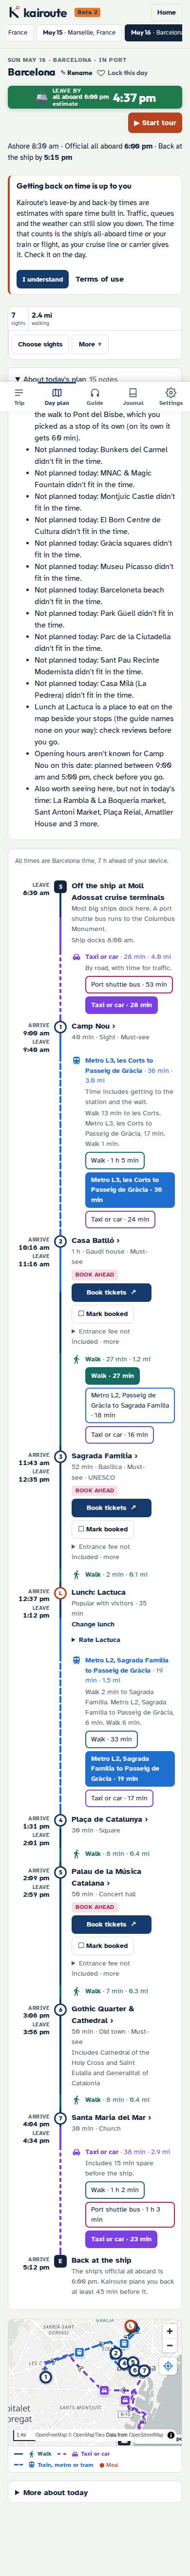 kairoute Beta 2 Home
France May 15 · Marseille, France May 16 · Barcelona
SUN MAY 16 · BARCELONA · IN PORT
Barcelona Rename Lock this day
LEAVE BY
all aboard 6:00 pm
estimate
4:37 pm
Start tour
Ashore 8:30 am · Official all aboard 6:00 pm · Back at
the ship by 5:15 pm
Getting back on time is up to you
Kairoute's leave-by and back-by times are
estimates with spare time built in. Traffic, queues
and security can still slow you down. The time
that counts is the ship's all-aboard time or your
train or flight, as your cruise line or carrier gives
it. Check it all day.
I understand Terms of use
7
sights
2.4 mi
walking
Choose sights More
About today's plan 15 notes
Trip Day plan Guide Journal Settings
the walk to Pont del Bisbe, which you
picked as a stop of its own (on its own it
gets 60 min).
Not planned today: Bunkers del Carmel
didn't fit in the time.
Not planned today: MNAC & Magic
Fountain didn't fit in the time.
Not planned today: Montjuïc Castle didn't
fit in the time.
Not planned today: El Born Centre de
Cultura didn't fit in the time.
Not planned today: Gràcia squares didn't
fit in the time.
Not planned today: Museu Picasso didn't
fit in the time.
Not planned today: Barceloneta beach
didn't fit in the time.
Not planned today: Park Güell didn't fit in
the time.
Not planned today: Parc de la Ciutadella
didn't fit in the time.
Not planned today: Sant Pau Recinte
Modernista didn't fit in the time.
Not planned today: Casa Milà (La
Pedrera) didn't fit in the time.
Lunch at Lactuca is a place to eat on the
map beside your stops (the guide names
no one on your way): check reviews before
you go.
Opening hours aren't known for Camp
Nou on this date: planned between 9:00
am and 5:00 pm, check before you go.
Also worth seeing here, but not in today's
time: La Rambla & La Boqueria market,
Sant Antoni Market, Plaça Reial, Amatller
House and 3 more.
All times are Barcelona time, 7 h ahead of your device.
LEAVE
8:30 am
S
Off the ship at Moll
Adossat cruise terminals
Most big ships dock here. A port
shuttle bus runs to the Columbus
Monument.
Ship docks 8:00 am.
Taxi or car · 28 min · 4.0 mi
By road, with time for traffic.
Port shuttle bus · 53 min
Taxi or car · 28 min
ARRIVE
9:00 am
LEAVE
9:40 am
1
Camp Nou ›
40 min · Sight · Must-see
Metro L3, les Corts to
Passeig de Gràcia · 36 min ·
3.0 mi
Time includes getting to the
station and the wait.
Walk 13 min to les Corts.
Metro L3, les Corts to
Passeig de Gràcia, 17 min.
Walk 1 min.
Walk · 1 h 5 min
Metro L3, les Corts to
Passeig de Gràcia · 36
min
Taxi or car · 24 min
ARRIVE
10:16 am
LEAVE
11:16 am
2
Casa Batlló ›
1 h · Gaudí house · Must-
see
BOOK AHEAD
Book tickets ↗
Mark booked
Entrance fee not
included · more
Walk · 27 min · 1.2 mi
Walk · 27 min
Metro L2, Passeig de
Gràcia to Sagrada Família
· 18 min
Taxi or car · 16 min
ARRIVE
11:43 am
LEAVE
12:35 pm
3
Sagrada Família ›
52 min · Basilica · Must-
see · UNESCO
BOOK AHEAD
Book tickets ↗
Mark booked
Entrance fee not
included · more
Walk · 2 min · 0.1 mi
ARRIVE
12:37 pm
LEAVE
1:12 pm
L
Lunch: Lactuca
Popular with visitors · 35
min
Change lunch
Rate Lactuca
Metro L2, Sagrada Família
to Passeig de Gràcia · 19
min · 1.5 mi
Walk 2 min to Sagrada
Família. Metro L2, Sagrada
Família to Passeig de Gràcia,
6 min. Walk 6 min.
Walk · 33 min
Metro L2, Sagrada
Família to Passeig de
Gràcia · 19 min
Taxi or car · 17 min
ARRIVE
1:31 pm
LEAVE
2:01 pm
4
Plaça de Catalunya ›
30 min · Square
Walk · 8 min · 0.4 mi
ARRIVE
2:09 pm
LEAVE
2:59 pm
5
Palau de la Música
Catalana ›
50 min · Concert hall
BOOK AHEAD
Book tickets ↗
Mark booked
Entrance fee not
included · more
Walk · 7 min · 0.3 mi
ARRIVE
3:06 pm
LEAVE
3:56 pm
6
Gothic Quarter &
Cathedral ›
50 min · Old town · Must-
see
Includes Cathedral of the
Holy Cross and Saint
Eulalia and Generalitat of
Catalonia
Walk · 8 min · 0.4 mi
ARRIVE
4:04 pm
LEAVE
4:34 pm
7
Santa Maria del Mar ›
30 min · Church
Taxi or car · 38 min · 2.9 mi
Includes 15 min spare
before the ship.
Walk · 1 h 2 min
Port shuttle bus · 1 h 3
min
Taxi or car · 23 min
ARRIVE
5:12 pm
E
Back at the ship
The ship's official all aboard is
6:00 pm. Kairoute plans you back
at least 45 min before it.
SARRIÀ-SANT
GERVASI
GRÀCIA
LES C
SANTS-MONTJUÏC
1 mi
OpenFreeMap © OpenMapTiles Data from OpenStreetMap
Walk Taxi or car
Train, metro or tram Meal
More about today